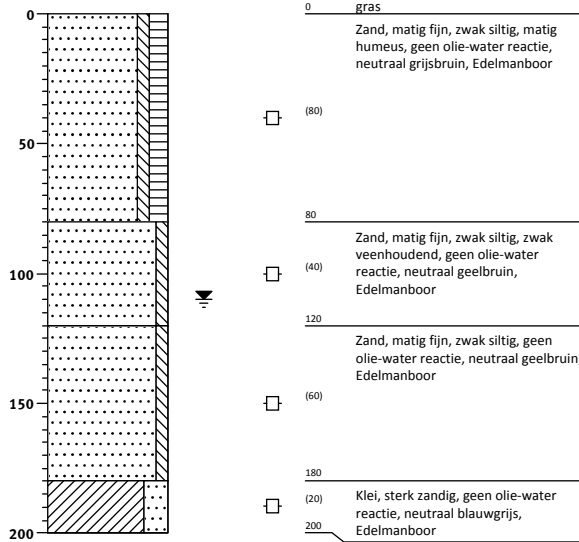 0
0
gras
Zand, matig fijn, zwak siltig, matig
humeus, geen olie-water reactie,
neutraal grijsbruin, Edelmanboor
(80)
50
80
Zand, matig fijn, zwak siltig, zwak
veenhoudend, geen olie-water
reactie, neutraal geelbruin,
Edelmanboor
100
(40)
120
Zand, matig fijn, zwak siltig, geen
olie-water reactie, neutraal geelbruin,
Edelmanboor
150
(60)
180
Klei, sterk zandig, geen olie-water
reactie, neutraal blauwgrijs,
Edelmanboor
(20)
200
200